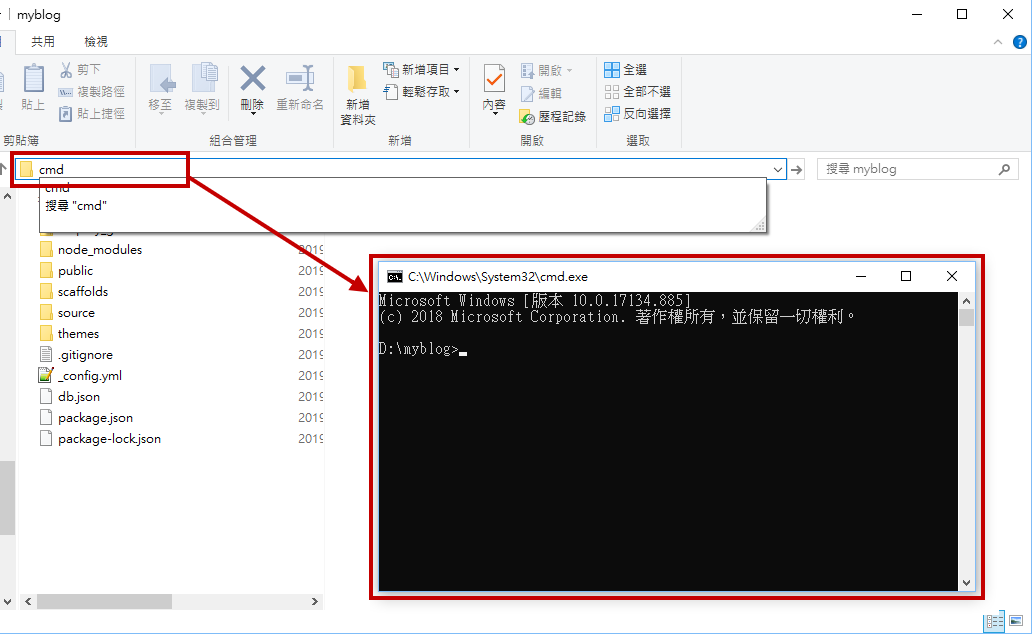 myblog
共用 檢視
貼上
剪下
複製路徑
貼上捷徑
剪貼簿
移至
複製到
刪除
重新命名
組合管理
新增
資料夾
新增項目
輕鬆存取
新增
內容
開啟
編輯
歷程記錄
開啟
全選
全部不選
反向選擇
選取
cmd
搜尋 myblog
cmd
搜尋 "cmd"
node_modules 2019
public 2019
scaffolds 2019
source 2019
themes 2019
.gitignore 2019
_config.yml 2019
db.json 2019
package.json 2019
package-lock.json 2019
C:\Windows\System32\cmd.exe
Microsoft Windows [版本 10.0.17134.885]
(c) 2018 Microsoft Corporation. 著作權所有，並保留一切權利。
D:\myblog>